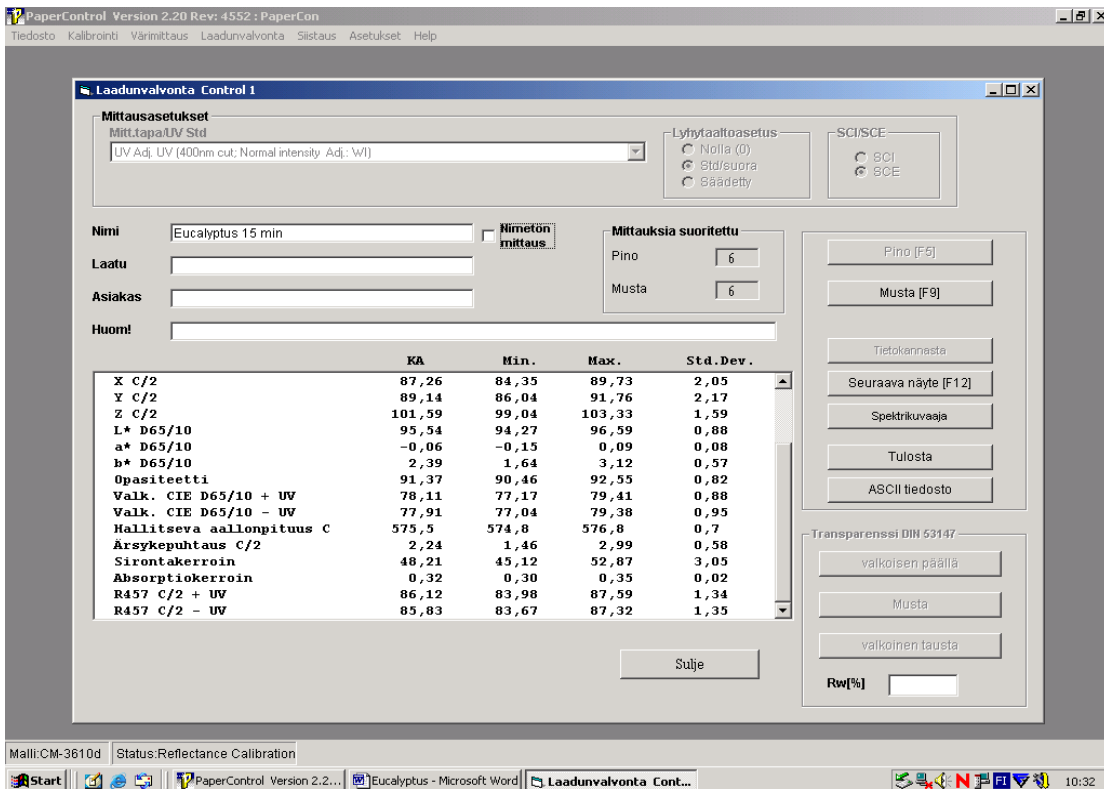 PaperControl Version 2.20 Rev: 4552 : PaperCon
Tiedosto Kalibrointi Värimittaus Laadunvalvonta Siistaus Asetukset Help
Laadunvalvonta Control 1
Mittausasetukset
Mitt.tapa/UV Std
UV Adj. UV (400nm cut; Normal intensity Adj.: WI)
Lyhytaaltoasetus
Nolla (0)
Std/suora
Säädetty
SCI/SCE
SCI
SCE
Nimi Eucalyptus 15 min
Nimetön
mittaus
Laatu
Asiakas
Huom!
Mittauksia suoritettu
Pino 6
Musta 6
Pino [F5]
Musta [F9]
Tietokannasta
Seuraava näyte [F12]
Spektrikuvaaja
Tulosta
ASCII tiedosto
KA Min. Max. Std.Dev.
X C/2 87,26 84,35 89,73 2,05
Y C/2 89,14 86,04 91,76 2,17
Z C/2 101,59 99,04 103,33 1,59
L* D65/10 95,54 94,27 96,59 0,88
a* D65/10 -0,06 -0,15 0,09 0,08
b* D65/10 2,39 1,64 3,12 0,57
Opasiteetti 91,37 90,46 92,55 0,82
Valk. CIE D65/10 + UV 78,11 77,17 79,41 0,88
Valk. CIE D65/10 - UV 77,91 77,04 79,38 0,95
Hallitseva aallonpituus C 575,5 574,8 576,8 0,7
Ärsykepuhtaus C/2 2,24 1,46 2,99 0,58
Sirontakerroin 48,21 45,12 52,87 3,05
Absorptiokerroin 0,32 0,30 0,35 0,02
R457 C/2 + UV 86,12 83,98 87,59 1,34
R457 C/2 - UV 85,83 83,67 87,32 1,35
Transparenssi DIN 53147
valkoisen päällä
Musta
valkoinen tausta
Rw[%]
Sulje
Malli:CM-3610d Status:Reflectance Calibration
Start PaperControl Version 2.2... Eucalyptus - Microsoft Word Laadunvalvonta Cont... N FI 10:32